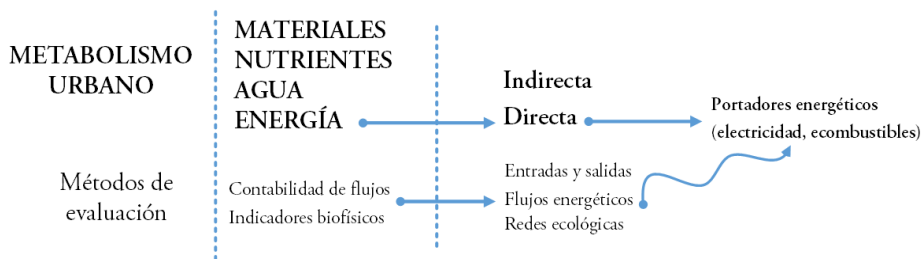 METABOLISMO
URBANO
MATERIALES
NUTRIENTES
AGUA
ENERGÍA
Indirecta
Directa
Portadores energéticos
(electricidad, ecombustibles)
Métodos de
evaluación
Contabilidad de flujos
Indicadores biofísicos
Entradas y salidas
Flujos energéticos
Redes ecológicas